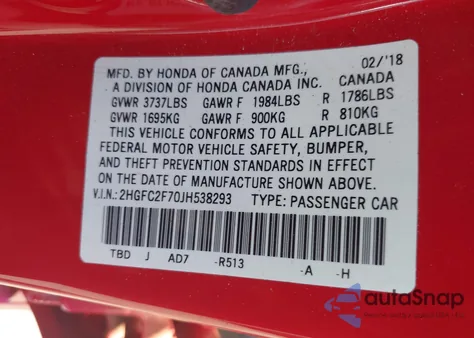 MFD. BY HONDA OF CANADA MFG., 02/'18
A DIVISION OF HONDA CANADA INC. CANADA
GVWR 3737LBS GAWR F 1984LBS R 1786LBS
GVWR 1695KG GAWR F 900KG R 810KG
THIS VEHICLE CONFORMS TO ALL APPLICABLE
FEDERAL MOTOR VEHICLE SAFETY, BUMPER,
AND THEFT PREVENTION STANDARDS IN EFFECT
ON THE DATE OF MANUFACTURE SHOWN ABOVE.
V.I.N.: 2HGFC2F70JH538293 TYPE: PASSENGER CAR
TBD J AD7 -R513 -A -H
autoSnap